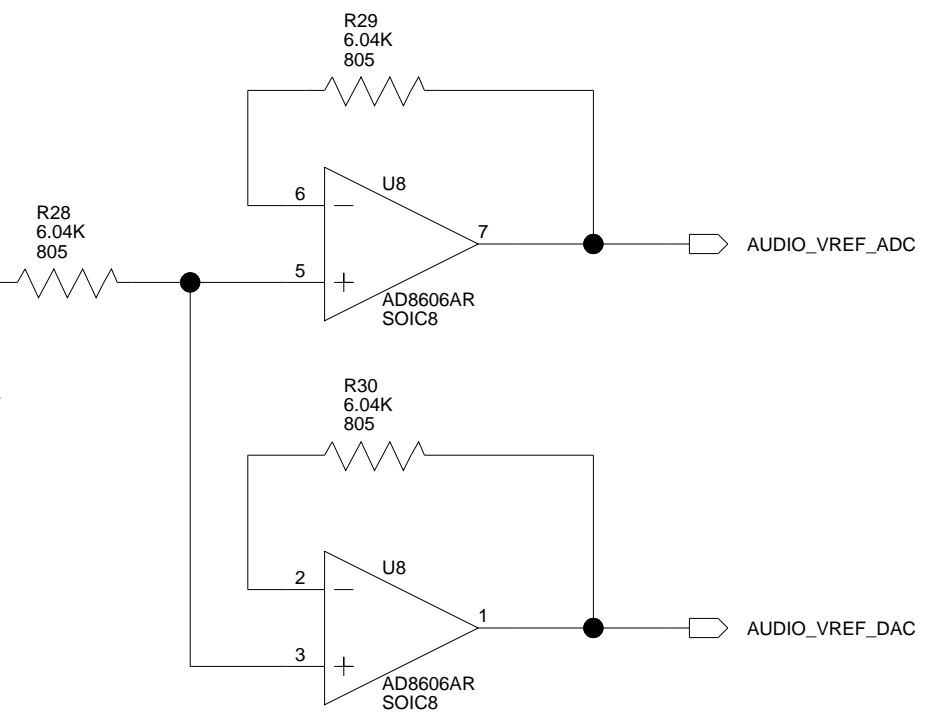 R29
6.04K
805
U8
6
7
AUDIO_VREF_ADC
R28
6.04K
805
5
AD8606AR
SOIC8
R30
6.04K
805
U8
2
1
AUDIO_VREF_DAC
3
AD8606AR
SOIC8